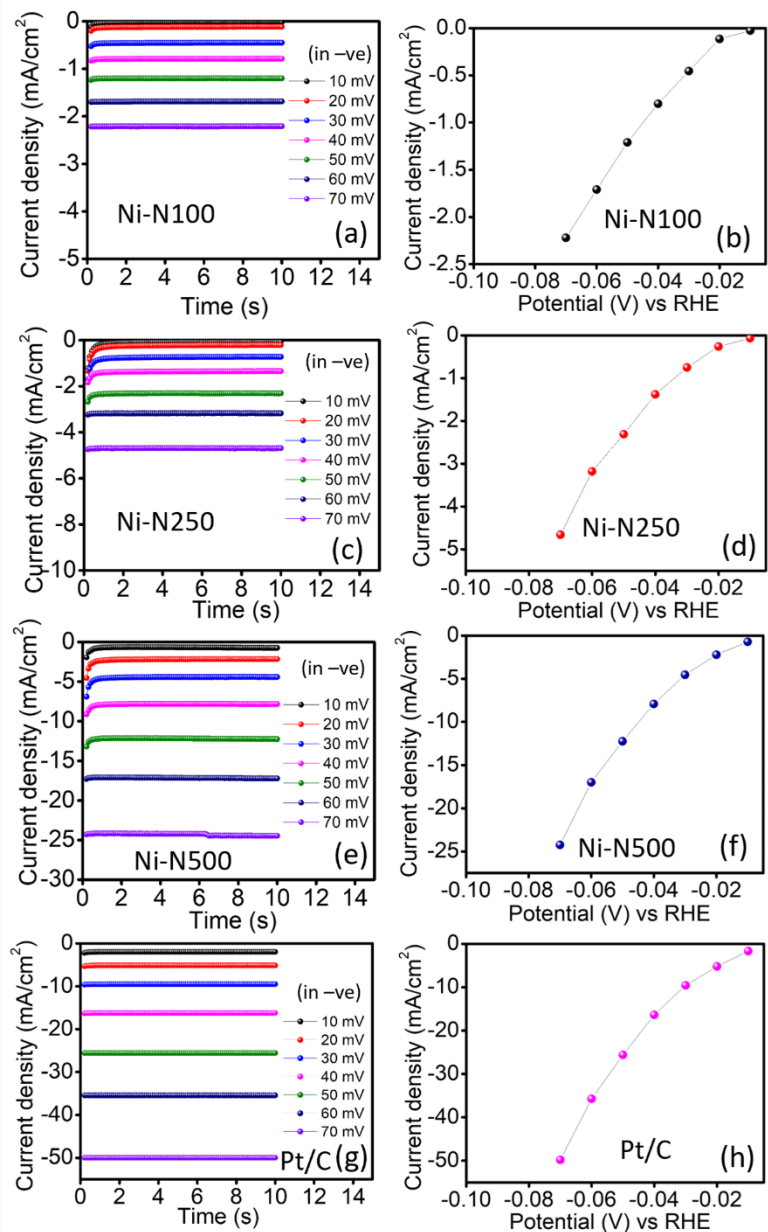 Current density (mA/cm²)
0
-1
-2
-3
-4
-5
0 2 4 6 8 10 12 14
Time (s)
(in –ve)
10 mV
20 mV
30 mV
40 mV
50 mV
60 mV
70 mV
Ni-N100
(a)
Current density (mA/cm²)
0.0
-0.5
-1.0
-1.5
-2.0
-2.5
-0.10 -0.08 -0.06 -0.04 -0.02
Potential (V) vs RHE
Ni-N100
(b)
Current density (mA/cm²)
0
-2
-4
-6
-8
-10
0 2 4 6 8 10 12 14
Time (s)
(in –ve)
10 mV
20 mV
30 mV
40 mV
50 mV
60 mV
70 mV
Ni-N250
(c)
Current density (mA/cm²)
0
-1
-2
-3
-4
-5
-0.10 -0.08 -0.06 -0.04 -0.02
Potential (V) vs RHE
Ni-N250
(d)
Current density (mA/cm²)
0
-5
-10
-15
-20
-25
-30
0 2 4 6 8 10 12 14
Time (s)
(in –ve)
10 mV
20 mV
30 mV
40 mV
50 mV
60 mV
70 mV
Ni-N500
(e)
Current density (mA/cm²)
0
-5
-10
-15
-20
-25
-0.10 -0.08 -0.06 -0.04 -0.02
Potential (V) vs RHE
Ni-N500
(f)
Current density (mA/cm²)
0
-10
-20
-30
-40
-50
0 2 4 6 8 10 12 14
Time (s)
(in –ve)
10 mV
20 mV
30 mV
40 mV
50 mV
60 mV
70 mV
Pt/C (g)
Current density (mA/cm²)
0
-10
-20
-30
-40
-50
-0.10 -0.08 -0.06 -0.04 -0.02
Potential (V) vs RHE
Pt/C
(h)